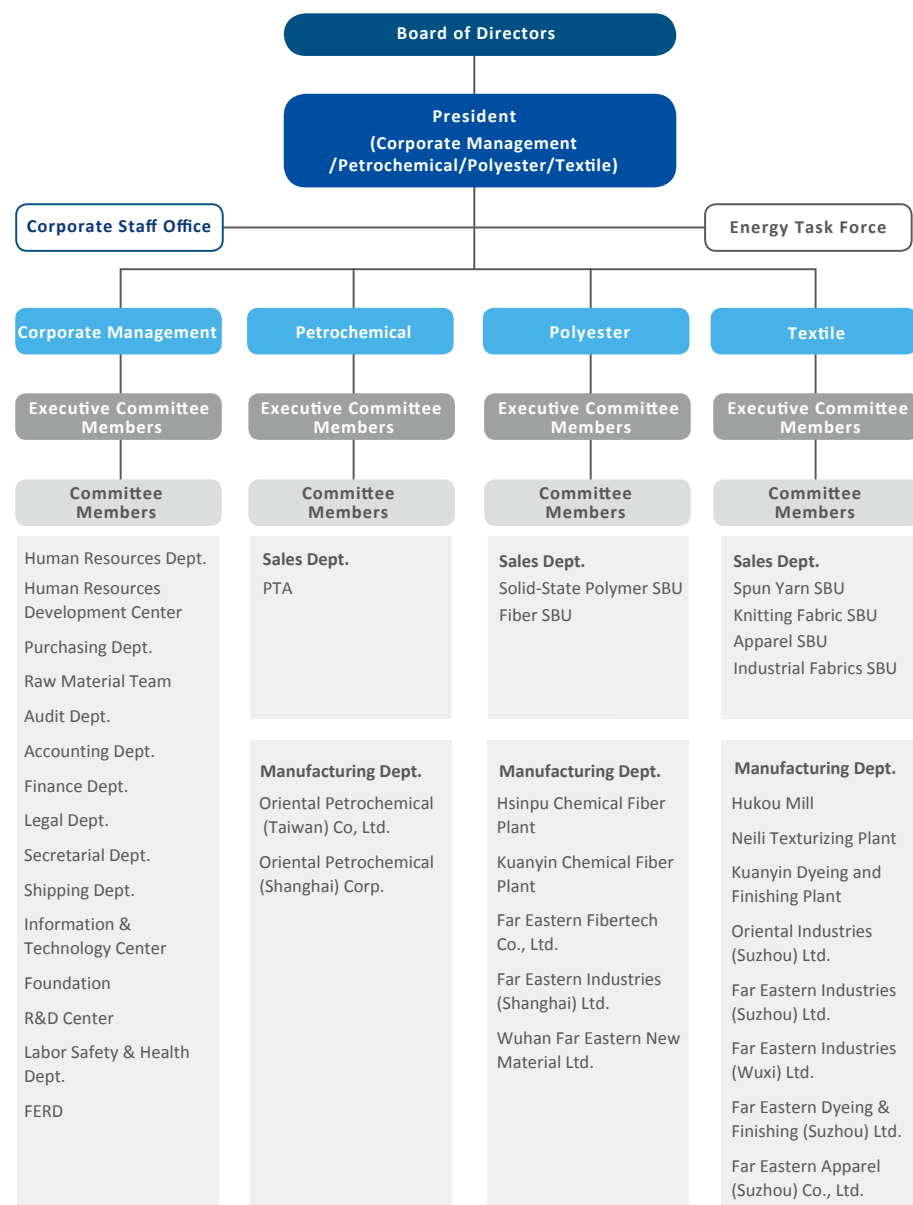 Board of Directors
President
(Corporate Management
/Petrochemical/Polyester/Textile)
Corporate Staff Office
Energy Task Force
Corporate Management
Petrochemical
Polyester
Textile
Executive Committee
Members
Executive Committee
Members
Executive Committee
Members
Executive Committee
Members
Committee
Members
Committee
Members
Committee
Members
Committee
Members
Human Resources Dept.
Human Resources
Development Center
Purchasing Dept.
Raw Material Team
Audit Dept.
Accounting Dept.
Finance Dept.
Legal Dept.
Secretarial Dept.
Shipping Dept.
Information &
Technology Center
Foundation
R&D Center
Labor Safety & Health
Dept.
FERD
Sales Dept.
PTA
Manufacturing Dept.
Oriental Petrochemical
(Taiwan) Co, Ltd.
Oriental Petrochemical
(Shanghai) Corp.
Sales Dept.
Solid-State Polymer SBU
Fiber SBU
Manufacturing Dept.
Hsinpu Chemical Fiber
Plant
Kuanyin Chemical Fiber
Plant
Far Eastern Fibertech
Co., Ltd.
Far Eastern Industries
(Shanghai) Ltd.
Wuhan Far Eastern New
Material Ltd.
Sales Dept.
Spun Yarn SBU
Knitting Fabric SBU
Apparel SBU
Industrial Fabrics SBU
Manufacturing Dept.
Hukou Mill
Neili Texturizing Plant
Kuanyin Dyeing and
Finishing Plant
Oriental Industries
(Suzhou) Ltd.
Far Eastern Industries
(Suzhou) Ltd.
Far Eastern Industries
(Wuxi) Ltd.
Far Eastern Dyeing &
Finishing (Suzhou) Ltd.
Far Eastern Apparel
(Suzhou) Co., Ltd.